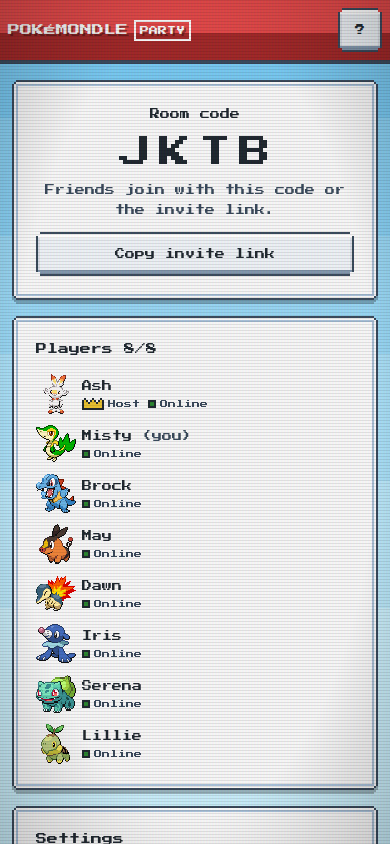 POKéMONDLE PARTY
?
Room code
JKTB
Friends join with this code or
the invite link.
Copy invite link
Players 8/8
Ash
Host Online
Misty (you)
Online
Brock
Online
May
Online
Dawn
Online
Iris
Online
Serena
Online
Lillie
Online
Settings